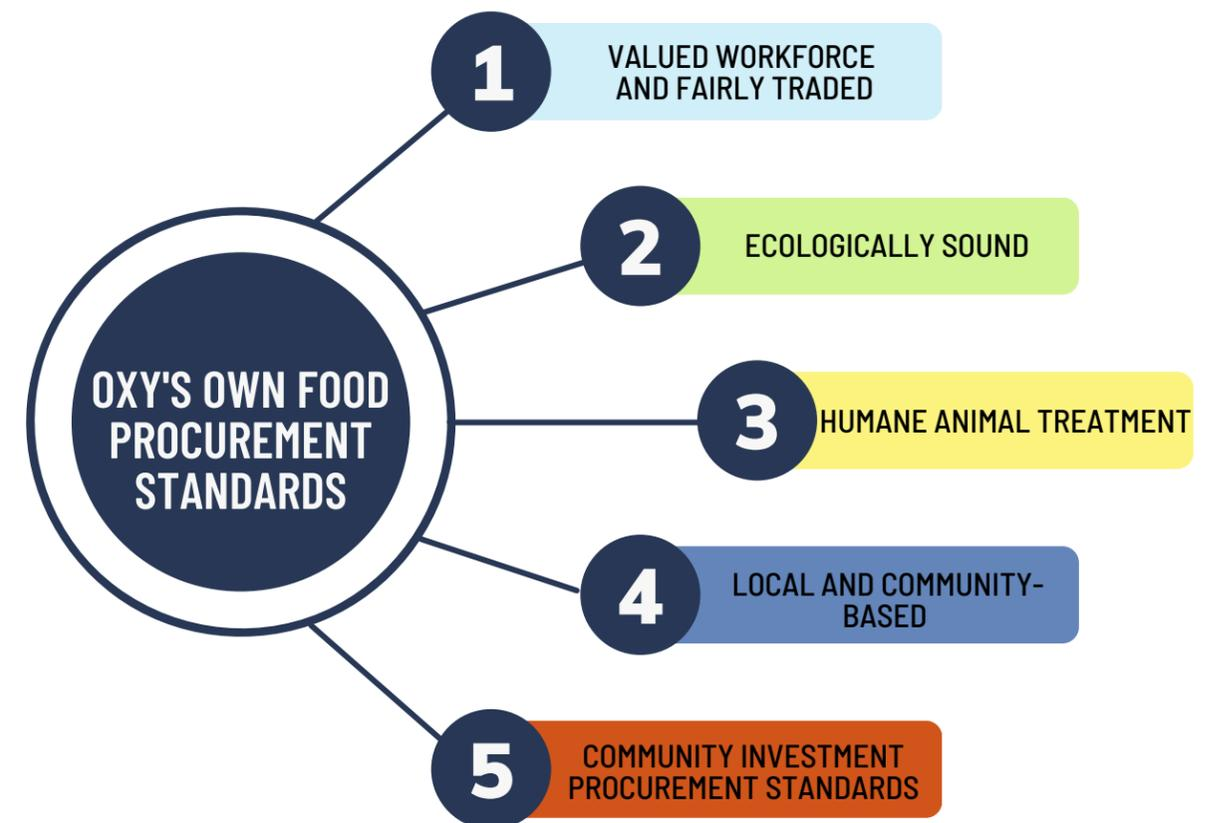 OXY'S OWN FOOD
PROCUREMENT
STANDARDS
1
VALUED WORKFORCE
AND FAIRLY TRADED
2
ECOLOGICALLY SOUND
3
HUMANE ANIMAL TREATMENT
4
LOCAL AND COMMUNITY-
BASED
5
COMMUNITY INVESTMENT
PROCUREMENT STANDARDS